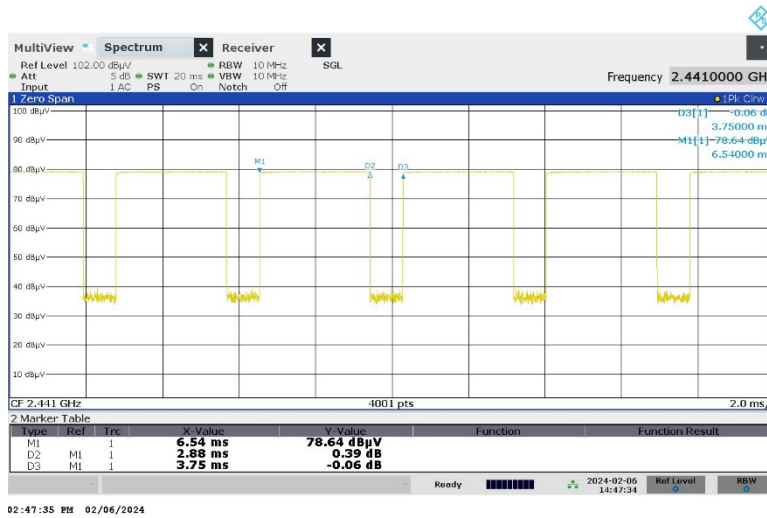 MultiView Spectrum X Receiver X
Ref Level 102.00 dBµV RBW 10 MHz SGL
Att 5 dB SWT 20 ms VBW 10 MHz Frequency 2.4410000 GH
Input 1 AC PS On Notch Off
1 Zero Span 1Pk Clrw
100 dBµV D3[1] -0.06 d
3.75000 m
90 dBµV M1[1] 78.64 dBµ
6.54000 m
M1 D2 D3
80 dBµV
70 dBµV
60 dBµV
50 dBµV
40 dBµV
30 dBµV
20 dBµV
10 dBµV
CF 2.441 GHz 4001 pts 2.0 ms/
2 Marker Table
Type Ref Trc X-Value Y-Value Function Function Result
M1 1 6.54 ms 78.64 dBµV
D2 M1 1 2.88 ms 0.39 dB
D3 M1 1 3.75 ms -0.06 dB
Ready 2024-02-06 Ref Level RBW
14:47:34
02:47:35 PM 02/06/2024